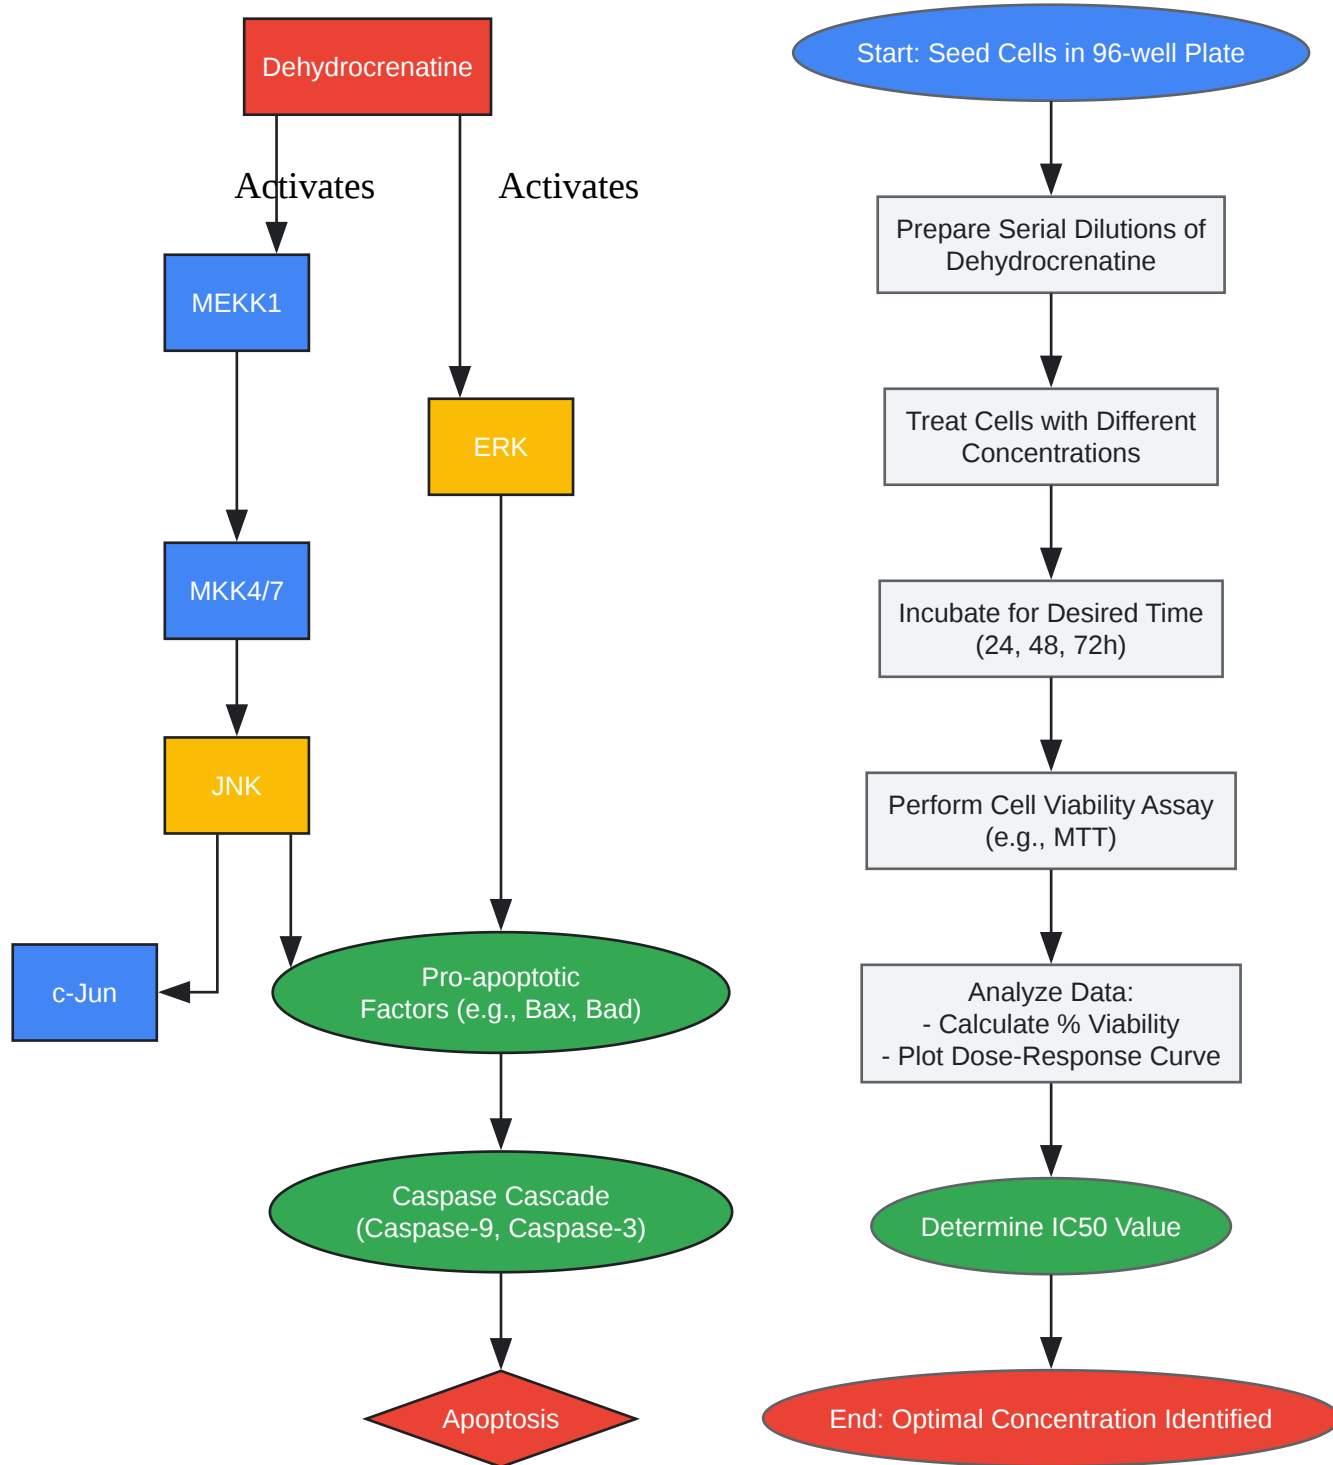 Dehydrocrenatine
Activates
Activates
MEKK1
ERK
MKK4/7
JNK
c-Jun
Pro-apoptotic
Factors (e.g., Bax, Bad)
Caspase Cascade
(Caspase-9, Caspase-3)
Apoptosis
Start: Seed Cells in 96-well Plate
Prepare Serial Dilutions of
Dehydrocrenatine
Treat Cells with Different
Concentrations
Incubate for Desired Time
(24, 48, 72h)
Perform Cell Viability Assay
(e.g., MTT)
Analyze Data:
- Calculate % Viability
- Plot Dose-Response Curve
Determine IC50 Value
End: Optimal Concentration Identified